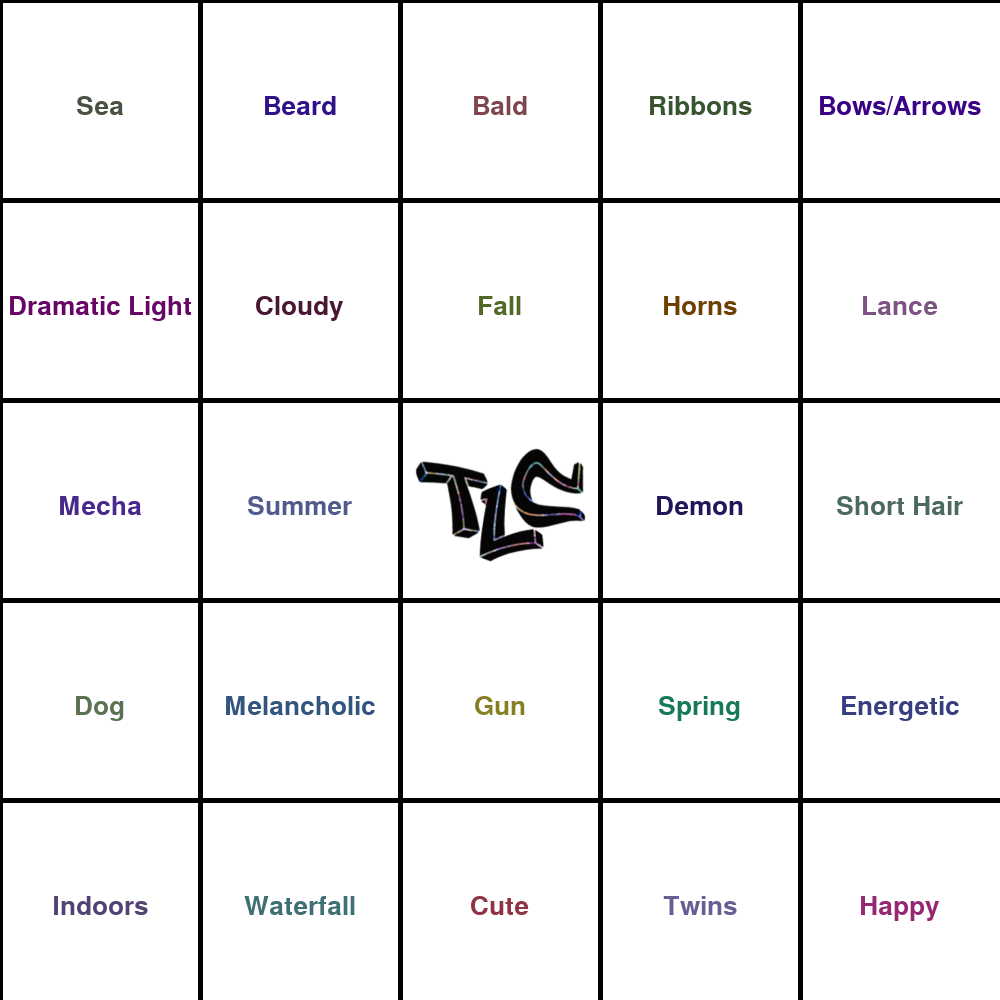 Sea
Beard
Bald
Ribbons
Bows/Arrows
Dramatic Light
Cloudy
Fall
Horns
Lance
Mecha
Summer
TLC
Demon
Short Hair
Dog
Melancholic
Gun
Spring
Energetic
Indoors
Waterfall
Cute
Twins
Happy